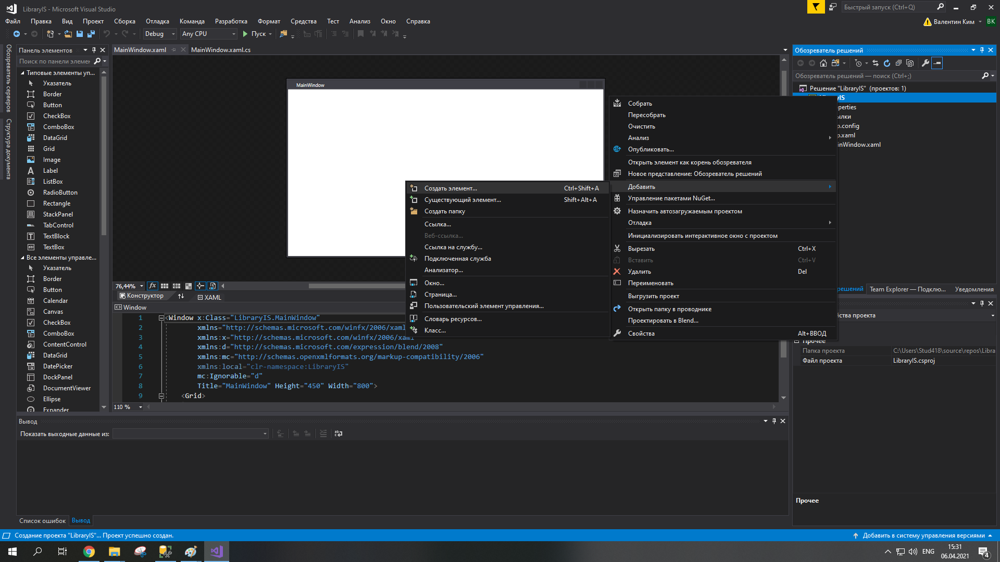 LibraryIS - Microsoft Visual Studio
Быстрый запуск (Ctrl+Q)
Файл Правка Вид Проект Сборка Отладка Команда Разработка Формат Средства Тест Анализ Окно Справка
Валентин Ким ВК
Debug Any CPU Пуск
Обозреватель серверов
Структура документа
Панель элементов
Поиск по панели элемен
Типовые элементы уп...
Указатель
Border
Button
CheckBox
ComboBox
DataGrid
Grid
Image
Label
ListBox
RadioButton
Rectangle
StackPanel
TabControl
TextBlock
TextBox
Все элементы управле...
Указатель
Border
Button
Calendar
Canvas
CheckBox
ComboBox
ContentControl
DataGrid
DatePicker
DockPanel
DocumentViewer
Ellipse
Expander
MainWindow.xaml MainWindow.xaml.cs
MainWindow
76,44%
Конструктор XAML
Window
1 <Window x:Class="LibraryIS.MainWindow"
2 xmlns="http://schemas.microsoft.com/winfx/2006/xaml
3 xmlns:x="http://schemas.microsoft.com/winfx/2006/xaml
4 xmlns:d="http://schemas.microsoft.com/expression/blend/2008"
5 xmlns:mc="http://schemas.openxmlformats.org/markup-compatibility/2006"
6 xmlns:local="clr-namespace:LibraryIS"
7 mc:Ignorable="d"
8 Title="MainWindow" Height="450" Width="800">
9 <Grid>
110 %
Создать элемент... Ctrl+Shift+A
Существующий элемент... Shift+Alt+A
Создать папку
Ссылка...
Веб-ссылка...
Ссылка на службу...
Подключенная служба
Анализатор...
Окно...
Страница...
Пользовательский элемент управления...
Словарь ресурсов...
Класс...
Собрать
Пересобрать
Очистить
Анализ
Опубликовать...
Открыть элемент как корень обозревателя
Новое представление: Обозреватель решений
Добавить
Управление пакетами NuGet...
Назначить автозагружаемым проектом
Отладка
Инициализировать интерактивное окно с проектом
Вырезать Ctrl+X
Вставить Ctrl+V
Удалить Del
Переименовать
Выгрузить проект
Открыть папку в проводнике
Проектировать в Blend...
Свойства Alt+ВВОД
Обозреватель решений
Обозреватель решений — поиск (Ctrl+;)
Решение "LibraryIS" (проектов: 1)
yIS
perties
ылки
p.config
p.xaml
inWindow.xaml
решений Team Explorer — Подклю... Уведомления
ства проекта
Прочее
Папка проекта C:\Users\Stud418\source\repos\Libra
Файл проекта LibraryIS.csproj
Прочее
Вывод
Показать выходные данные из:
Список ошибок Вывод
Создание проекта "LibraryIS"... Проект успешно создан.
Добавить в систему управления версиями
ENG
15:31
06.04.2021
4